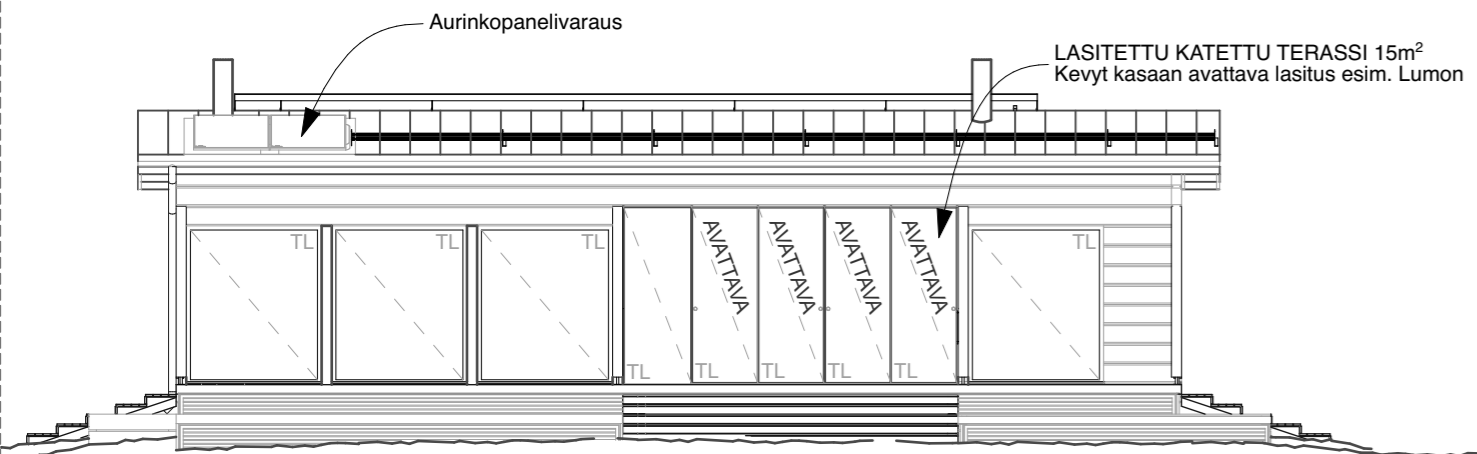 Aurinkopanelivaraus
LASITETTU KATETTU TERASSI 15m²
Kevyt kasaan avattava lasitus esim. Lumon
TL
TL
TL
AVATTAVA
AVATTAVA
AVATTAVA
AVATTAVA
TL
TL
TL
TL
TL
TL